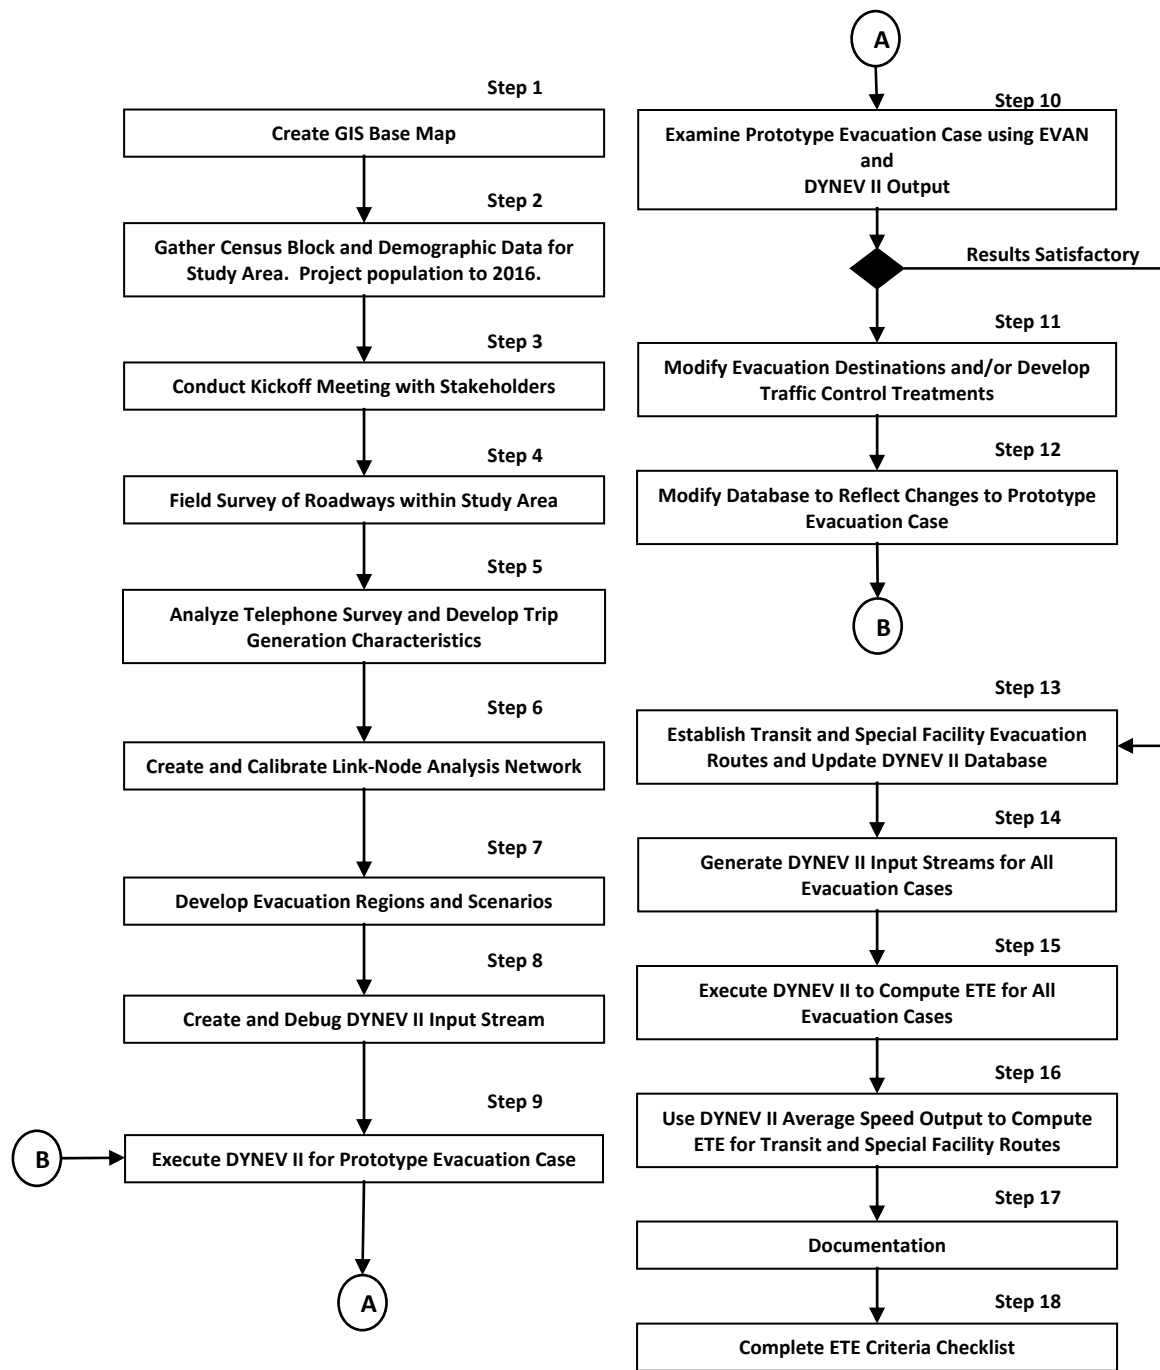 Step 1
Create GIS Base Map
Step 2
Gather Census Block and Demographic Data for
Study Area.  Project population to 2016.
Step 3
Conduct Kickoff Meeting with Stakeholders
Step 4
Field Survey of Roadways within Study Area
Step 5
Analyze Telephone Survey and Develop Trip
Generation Characteristics
Step 6
Create and Calibrate Link-Node Analysis Network
Step 7
Develop Evacuation Regions and Scenarios
Step 8
Create and Debug DYNEV II Input Stream
Step 9
B
Execute DYNEV II for Prototype Evacuation Case
A
A
Step 10
Examine Prototype Evacuation Case using EVAN
and
DYNEV II Output
Results Satisfactory
Step 11
Modify Evacuation Destinations and/or Develop
Traffic Control Treatments
Step 12
Modify Database to Reflect Changes to Prototype
Evacuation Case
B
Step 13
Establish Transit and Special Facility Evacuation
Routes and Update DYNEV II Database
Step 14
Generate DYNEV II Input Streams for All
Evacuation Cases
Step 15
Execute DYNEV II to Compute ETE for All
Evacuation Cases
Step 16
Use DYNEV II Average Speed Output to Compute
ETE for Transit and Special Facility Routes
Step 17
Documentation
Step 18
Complete ETE Criteria Checklist